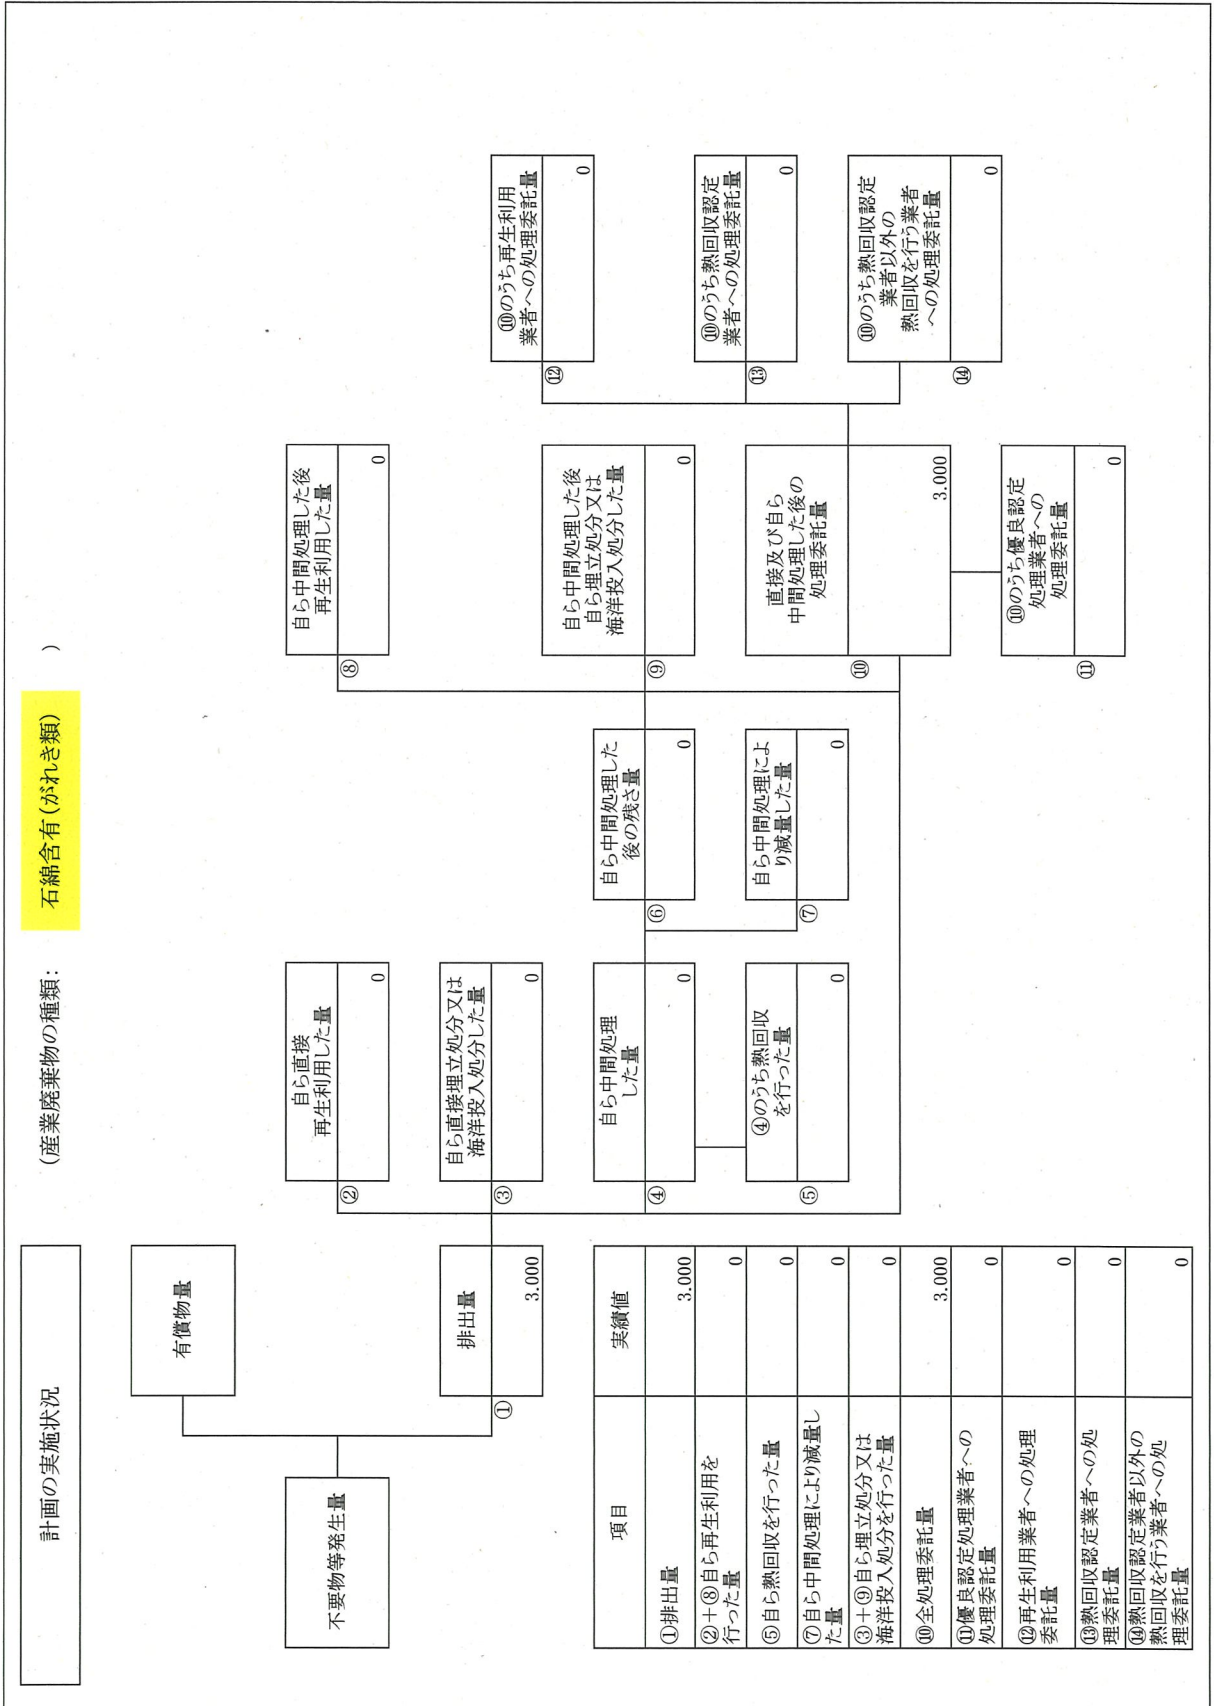 計画の実施状況
(産業廃棄物の種類: 石綿含有(がれき類) )
不要物等発生量
有償物量
排出量
①
3.000
自ら直接
再生利用した量
②
0
自ら直接埋立処分又は
海洋投入処分した量
③
0
自ら中間処理
した量
④
0
④のうち熱回収
を行った量
⑤
0
自ら中間処理した
後の残さ量
⑥
0
自ら中間処理によ
り減量した量
⑦
0
自ら中間処理した後
再生利用した量
⑧
0
自ら中間処理した後
自ら埋立処分又は
海洋投入処分した量
⑨
0
直接及び自ら
中間処理した後の
処理委託量
⑩
3.000
⑩のうち優良認定
処理業者への
処理委託量
⑪
0
⑩のうち再生利用
業者への処理委託量
⑫
0
⑩のうち熱回収認定
業者への処理委託量
⑬
0
⑩のうち熱回収認定
業者以外の
熱回収を行う業者
への処理委託量
⑭
0
項目 実績値
①排出量 3.000
②+⑧自ら再生利用を
行った量 0
⑤自ら熱回収を行った量 0
⑦自ら中間処理により減量し
た量 0
③+⑨自ら埋立処分又は
海洋投入処分を行った量 0
⑩全処理委託量 3.000
⑪優良認定処理業者への
処理委託量 0
⑫再生利用業者への処理
委託量 0
⑬熱回収認定業者への処
理委託量 0
⑭熱回収認定業者以外の
熱回収を行う業者への処
理委託量 0